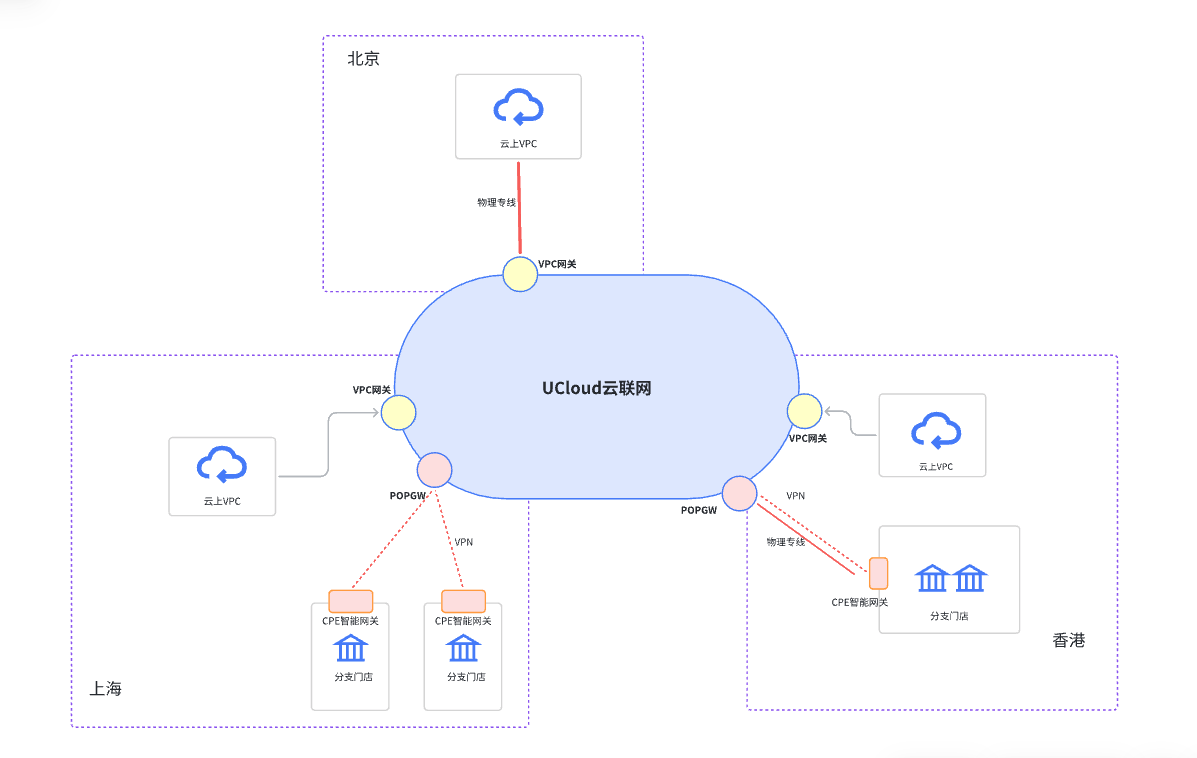 北京
云上VPC
物理专线
VPC网关
UCloud云联网
VPC网关
云上VPC
POPGW
VPN
CPE智能网关
分支门店
CPE智能网关
分支门店
上海
VPC网关
云上VPC
POPGW
VPN
物理专线
CPE智能网关
分支门店
香港